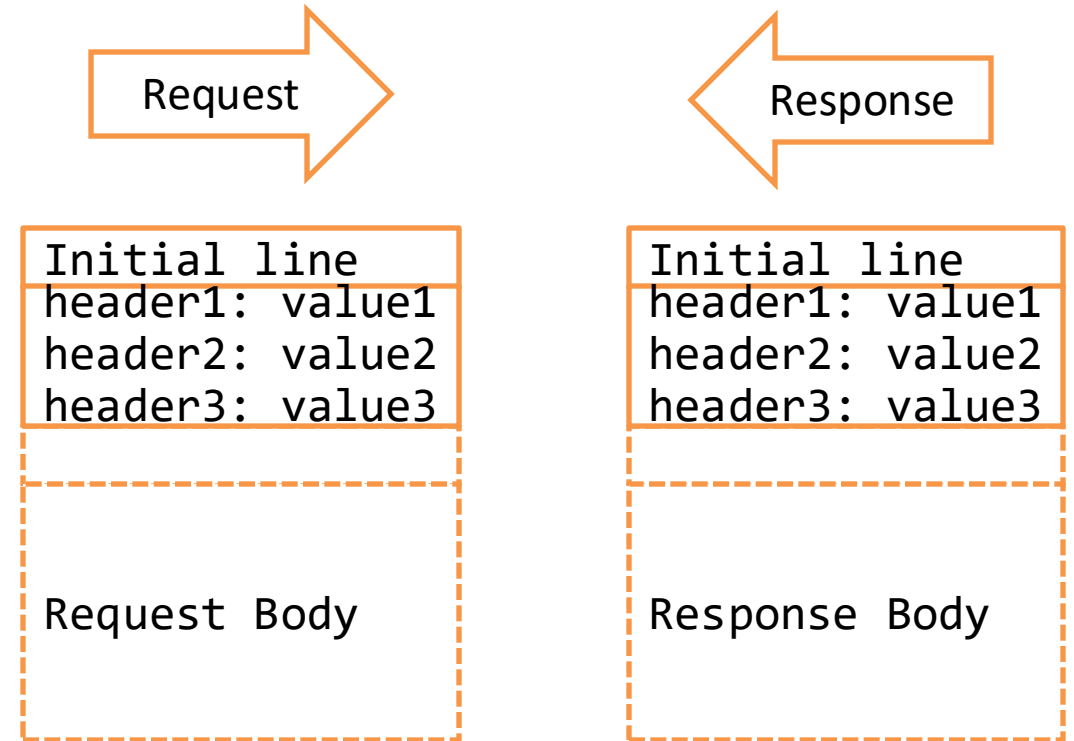 Request
Response
Initial line
header1: value1
header2: value2
header3: value3
Request Body
Initial line
header1: value1
header2: value2
header3: value3
Response Body